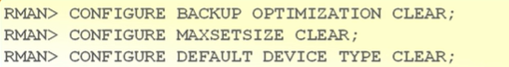 RMAN> CONFIGURE BACKUP OPTIMIZATION CLEAR;
RMAN> CONFIGURE MAXSETSIZE CLEAR;
RMAN> CONFIGURE DEFAULT DEVICE TYPE CLEAR;